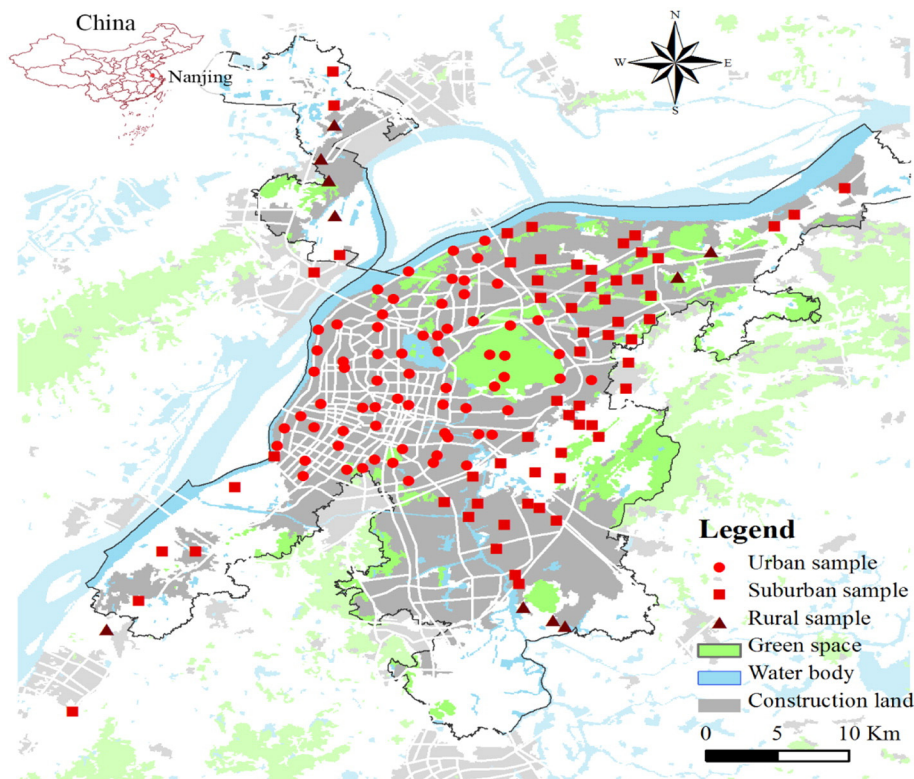 China
Nanjing
N
W
E
S
Legend
Urban sample
Suburban sample
Rural sample
Green space
Water body
Construction land
0 5 10 Km